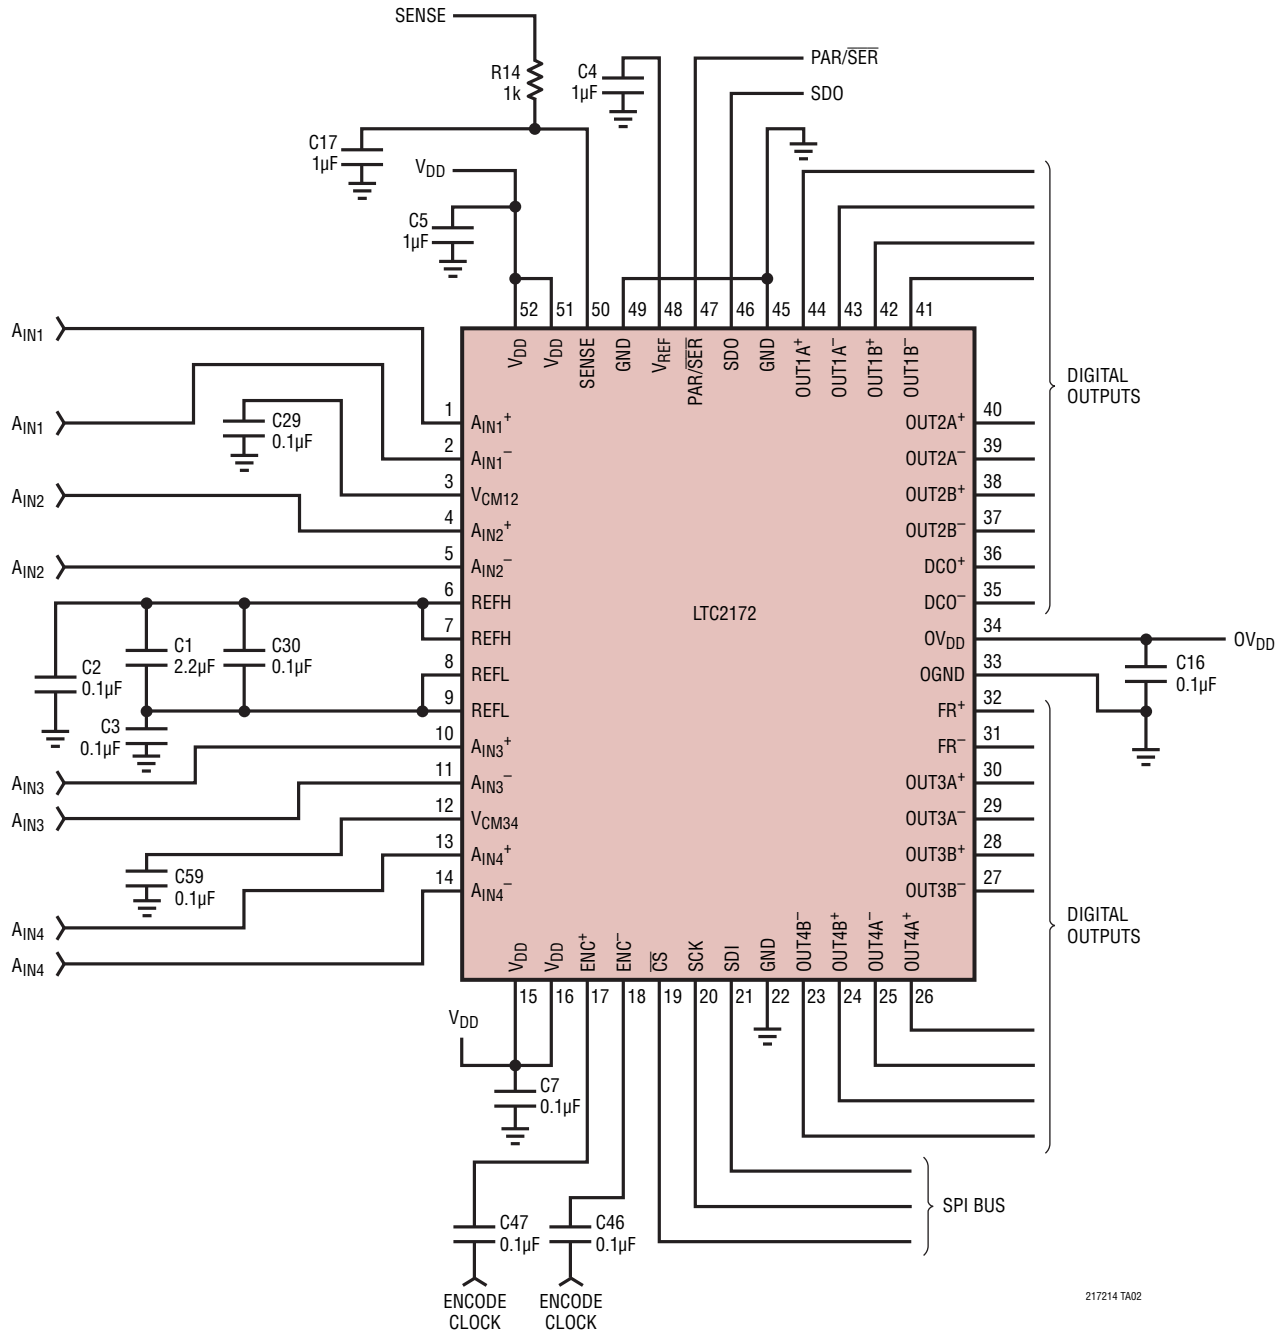 SENSE
R14
1k
C4
1µF
PAR/SER
SDO
C17
1µF
VDD
C5
1µF
52 51 50 49 48 47 46 45 44 43 42 41
VDD
VDD
SENSE
GND
VREF
PAR/SER
SDO
GND
OUT1A+
OUT1A–
OUT1B+
OUT1B–
DIGITAL
OUTPUTS
AIN1
AIN1
C29
0.1µF
AIN2
AIN2
C1
2.2µF
C30
0.1µF
C2
0.1µF
C3
0.1µF
AIN3
AIN3
C59
0.1µF
AIN4
AIN4
1 AIN1+
2 AIN1–
3 VCM12
4 AIN2+
5 AIN2–
6 REFH
7 REFH
8 REFL
9 REFL
10 AIN3+
11 AIN3–
12 VCM34
13 AIN4+
14 AIN4–
LTC2172
OUT2A+ 40
OUT2A– 39
OUT2B+ 38
OUT2B– 37
DCO+ 36
DCO– 35
OVDD 34
OGND 33
FR+ 32
FR– 31
OUT3A+ 30
OUT3A– 29
OUT3B+ 28
OUT3B– 27
OVDD
C16
0.1µF
DIGITAL
OUTPUTS
VDD
VDD
ENC+
ENC–
CS
SCK
SDI
GND
OUT4B–
OUT4B+
OUT4A–
OUT4A+
15 16 17 18 19 20 21 22 23 24 25 26
VDD
C7
0.1µF
C47
0.1µF
C46
0.1µF
SPI BUS
ENCODE
CLOCK
ENCODE
CLOCK
217214 TA02